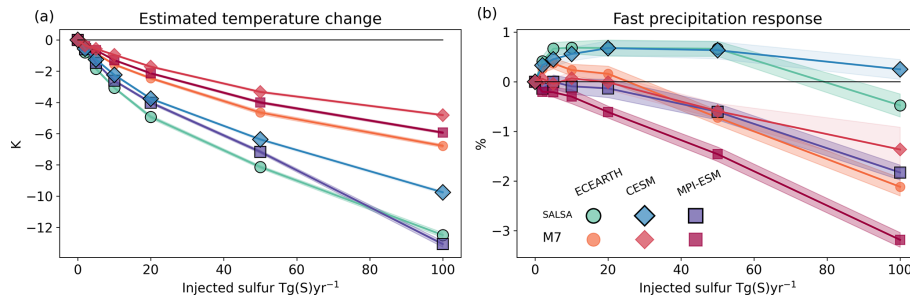 (a)
Estimated temperature change
0
−2
−4
−6
−8
−10
−12
K
0
20
40
60
80
100
Injected sulfur Tg(S)yr⁻¹
(b)
Fast precipitation response
1
0
−1
−2
−3
%
ECEARTH
CESM
MPI-ESM
SALSA
M7
0
20
40
60
80
100
Injected sulfur Tg(S)yr⁻¹